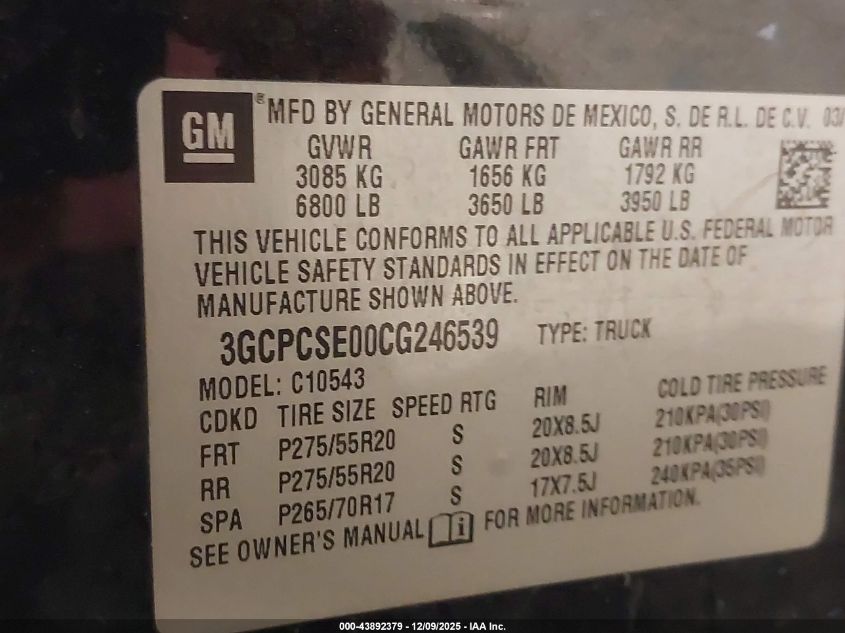 GM ® MFD BY GENERAL MOTORS DE MEXICO, S. DE R.L. DE C.V. 03/
GVWR GAWR FRT GAWR RR
3085 KG 1656 KG 1792 KG
6800 LB 3650 LB 3950 LB
THIS VEHICLE CONFORMS TO ALL APPLICABLE U.S. FEDERAL MOTOR
VEHICLE SAFETY STANDARDS IN EFFECT ON THE DATE OF
MANUFACTURE SHOWN ABOVE.
3GCPCSE00CG246539 TYPE: TRUCK
MODEL: C10543
CDKD TIRE SIZE SPEED RTG RIM COLD TIRE PRESSURE
FRT P275/55R20 S 20X8.5J 210KPA(30PSI)
RR P275/55R20 S 20X8.5J 210KPA(30PSI)
SPA P265/70R17 S 17X7.5J 240KPA(35PSI)
SEE OWNER'S MANUAL i FOR MORE INFORMATION.
000-43892379 - 12/09/2025 - IAA Inc.